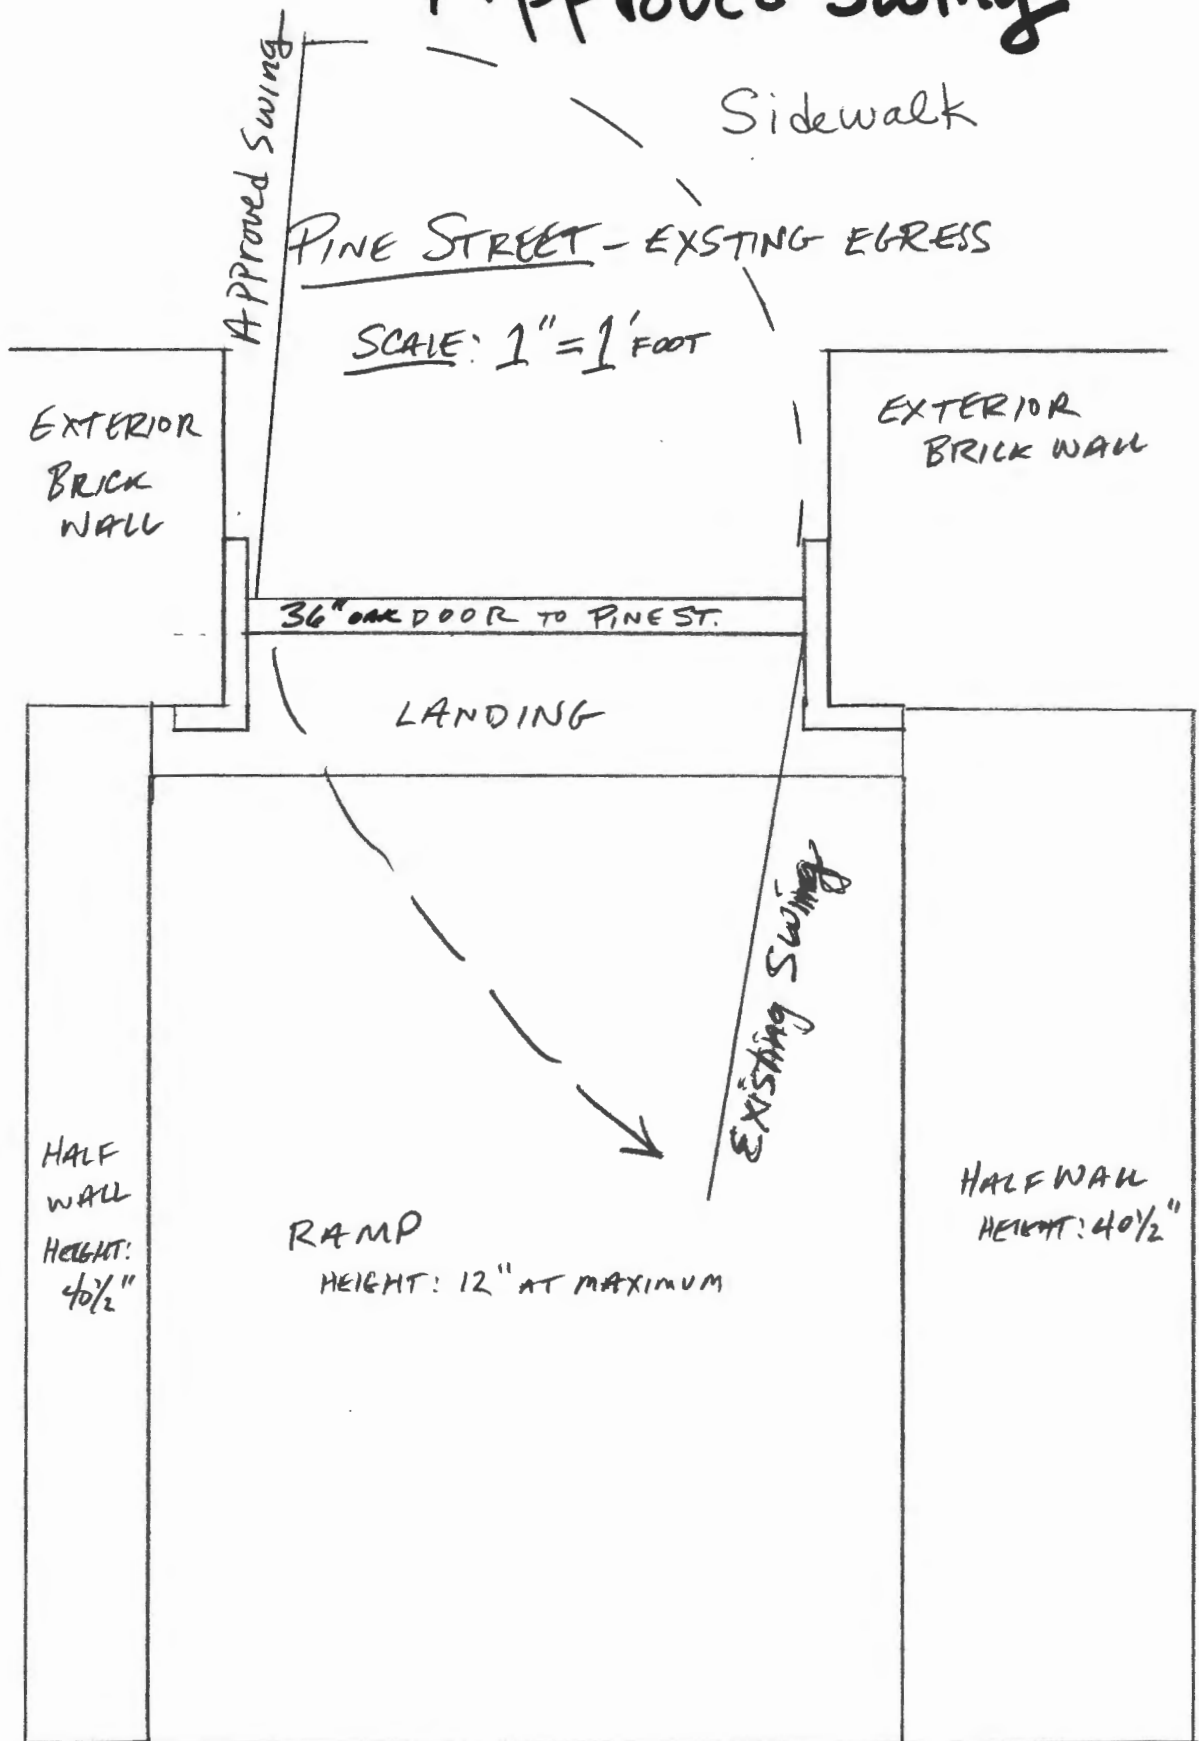 Approved Swing
Approved Swing
Sidewalk
PINE STREET - EXSTING EGRESS
SCALE: 1" = 1' FOOT
EXTERIOR
BRICK
WALL
EXTERIOR
BRICK WALL
36" OAK DOOR TO PINE ST.
LANDING
Existing Swing
HALF
WALL
HEIGHT:
40½"
RAMP
HEIGHT: 12" AT MAXIMUM
HALF WALL
HEIGHT: 40½"